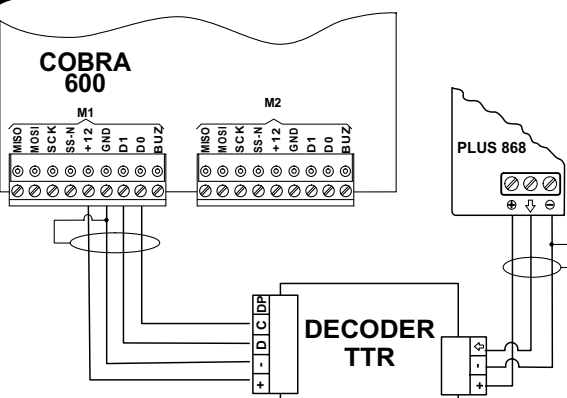 COBRA
600
M1
M2
MISO MOSI SCK SS-N +12 GND D1 D0 BUZ
MISO MOSI SCK SS-N +12 GND D1 D0 BUZ
PLUS 868
DECODER
TTR
DP
C
D
-
+
-
+